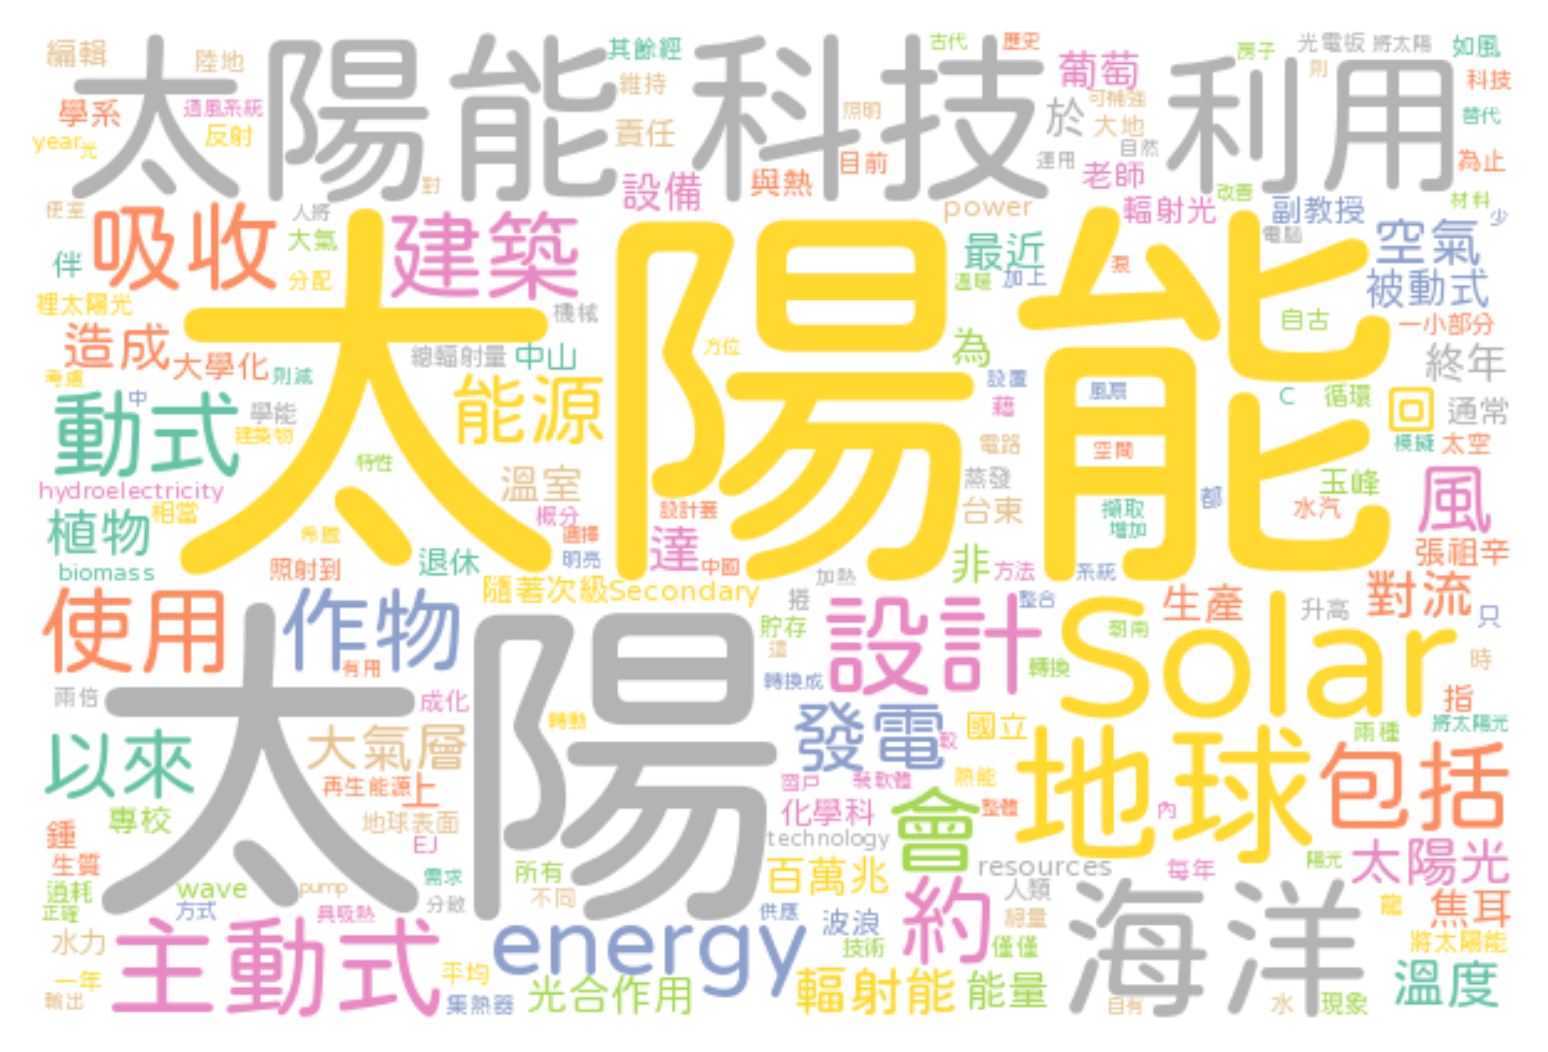 編輯
陸地
太陽能科技利用
其餘經
維持
責任
古代
歷史
葡萄
房子
光電板
將太陽
如風
則
科技
替代
為止
材料
少
學系
通風系統
反射
year
光
對
照明
目前
與熱
設備
於
可補強
大地
運用
自然
老師
改善
power
輻射光
副教授
電腦
空氣
被動式
便室
人將
大氣
分配
伴
吸收
建築
裡太陽光
太陽能
最近
溫暖
加上
泵
自古
一小部分
終年
造成
大學化
則減
機械
總輻射量
中山
方位
為
考慮
中
學能
建築物
動式
能源
設置
藉
風扇
C
循環
回
通常
模擬
太空
特性
溫室
電路
空間
蒸發
台東
都
擷取
增加
玉峰
水汽
風
張祖辛
hydroelectricity
相當
植物
概分
設計套
選擇
希臘
biomass
照射到
退休
明亮
達
中國
非
方法
系統
加熱
隨著次級Secondary
使用
作物
有用
捲
貯存
這
設計
整合
朝南
轉換
轉換成
生產
升高
對流
只
Solar
時
指
將太陽光
兩倍
成化
太陽
轉動
發電
較
國立
兩種
以來
大氣層
再生能源
上
窗戶
裝軟體
熱能
地球
包括
專校
地球表面
EJ
化學科
整體
內
會
technology
鍾
生質
消耗
正確
wave
方式
pump
具吸熱
需求
分散
所有
不同
百萬兆
resources
每年
陽光
太陽光
人類
絕量
約
龍
焦耳
將太陽能
水力
一年
輸出
主動式
平均
集熱器
energy
供應
波浪
技術
僅僅
光合作用
輻射能
能量
海洋
自有
水
現象
溫度